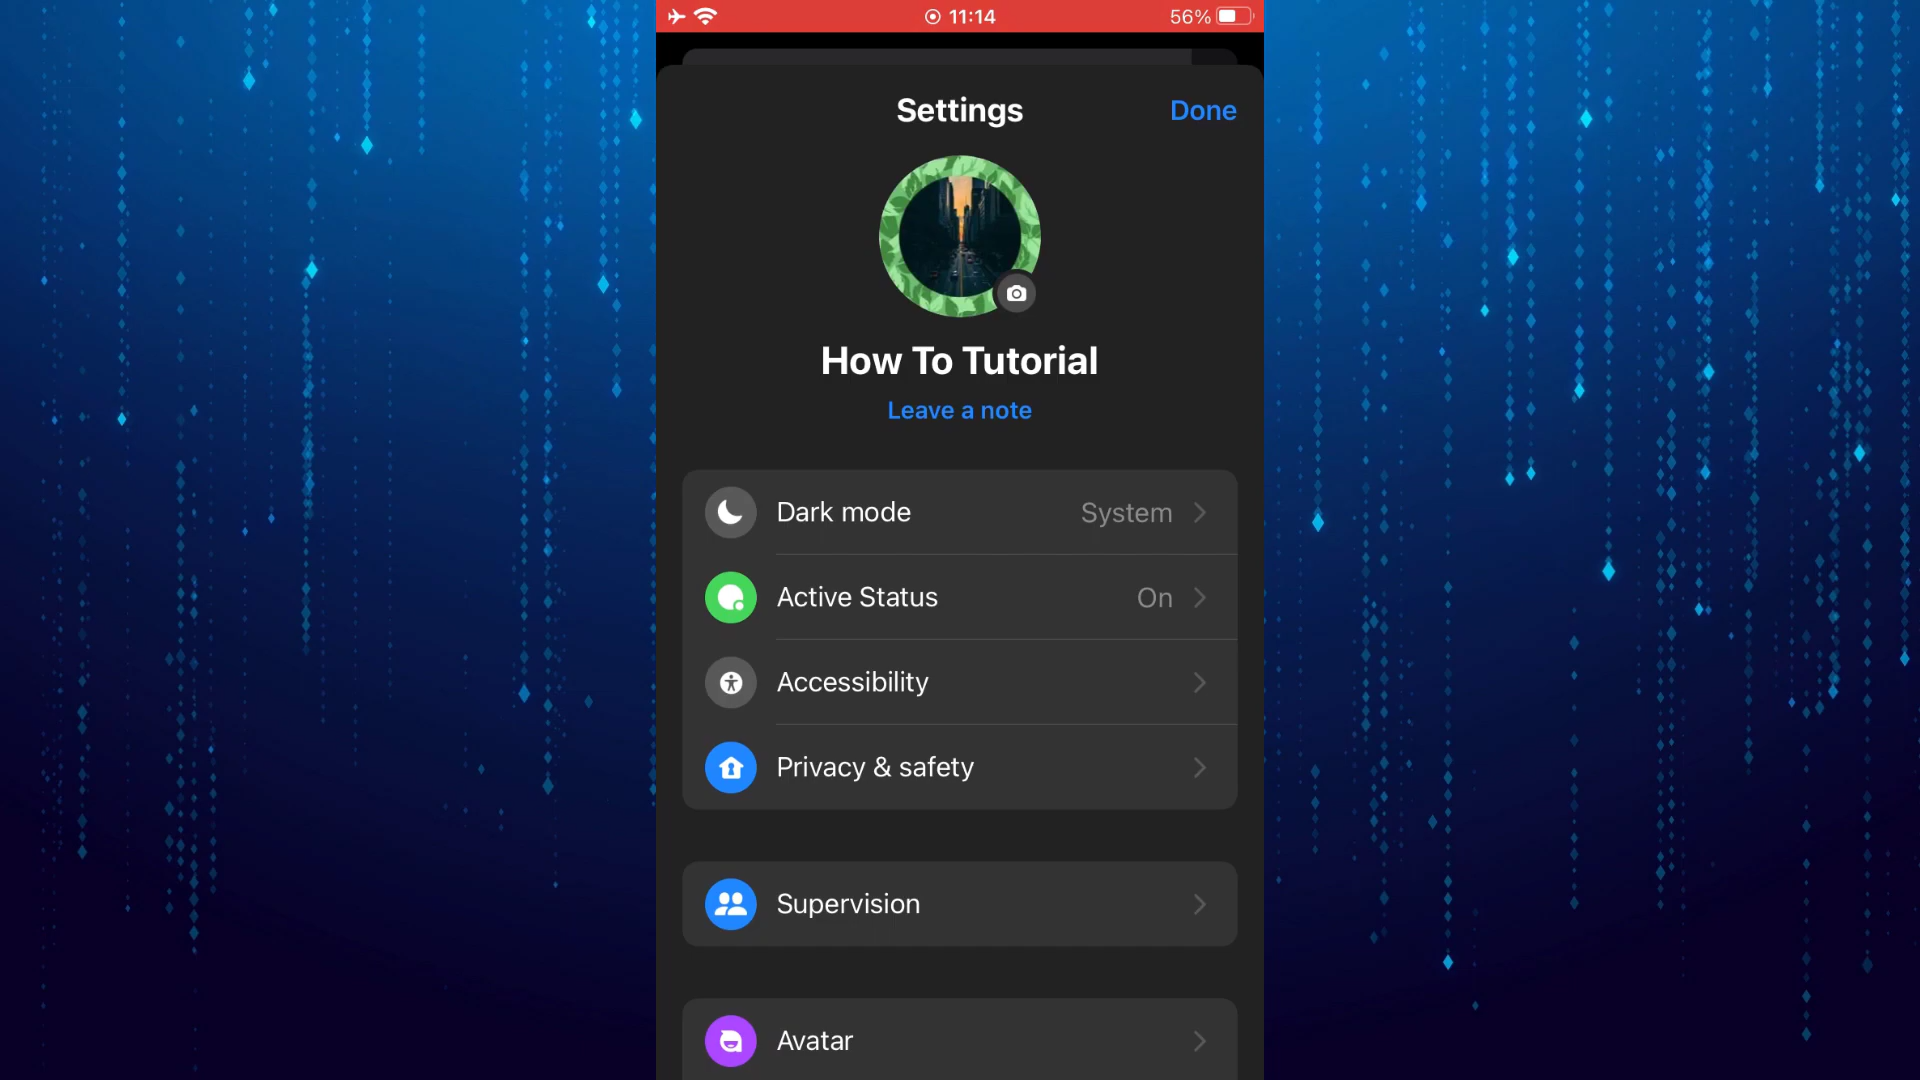 11:14
56%
Settings
Done
How To Tutorial
Leave a note
Dark mode System
Active Status On
Accessibility
Privacy & safety
Supervision
Avatar